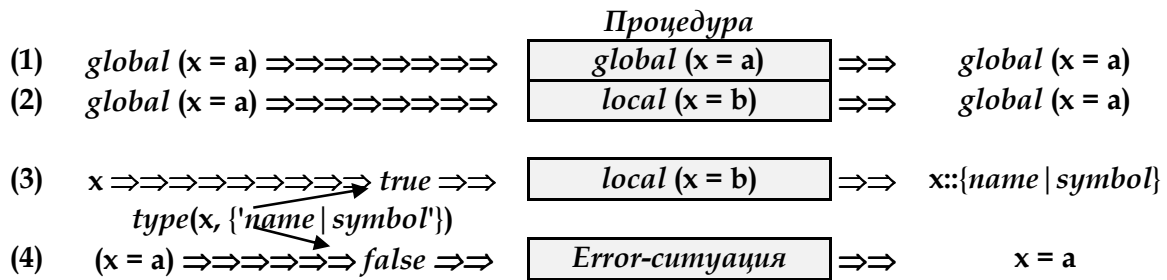 Процедура
(1) global (x = a) ⇒⇒⇒⇒⇒⇒⇒⇒ global (x = a) ⇒⇒ global (x = a)
(2) global (x = a) ⇒⇒⇒⇒⇒⇒⇒⇒ local (x = b) ⇒⇒ global (x = a)
(3) x ⇒⇒⇒⇒⇒⇒⇒⇒⇒ true ⇒⇒ local (x = b) ⇒⇒ x::{name|symbol}
type(x, {'name|symbol'})
(4) (x = a) ⇒⇒⇒⇒⇒⇒ false ⇒⇒ Error-ситуация ⇒⇒ x = a